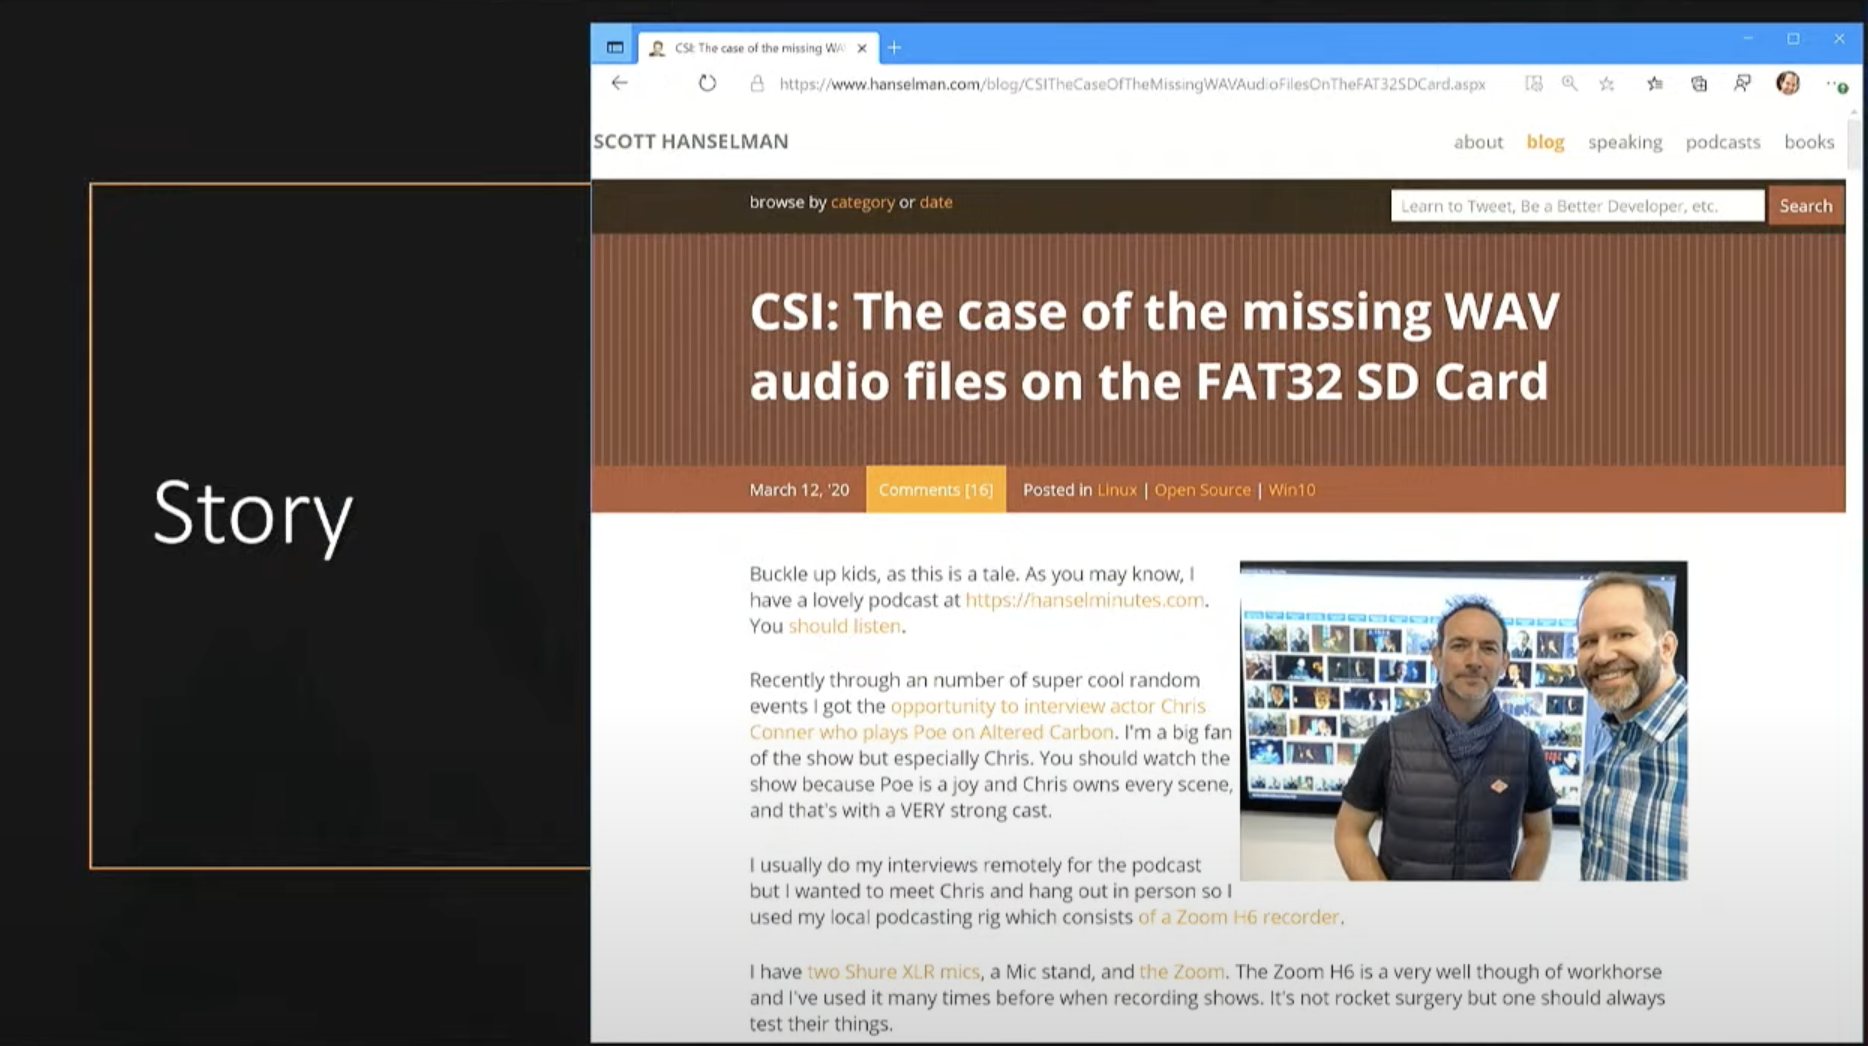 Story
CSI: The case of the missing WA
https://www.hanselman.com/blog/CSITheCaseOfTheMissingWAVAudioFilesOnTheFAT32SDCard.aspx
SCOTT HANSELMAN
about blog speaking podcasts books
browse by category or date
Learn to Tweet, Be a Better Developer, etc. Search
CSI: The case of the missing WAV
audio files on the FAT32 SD Card
March 12, '20 Comments [16] Posted in Linux | Open Source | Win10
Buckle up kids, as this is a tale. As you may know, I
have a lovely podcast at https://hanselminutes.com.
You should listen.
Recently through an number of super cool random
events I got the opportunity to interview actor Chris
Conner who plays Poe on Altered Carbon. I'm a big fan
of the show but especially Chris. You should watch the
show because Poe is a joy and Chris owns every scene,
and that's with a VERY strong cast.
I usually do my interviews remotely for the podcast
but I wanted to meet Chris and hang out in person so I
used my local podcasting rig which consists of a Zoom H6 recorder.
I have two Shure XLR mics, a Mic stand, and the Zoom. The Zoom H6 is a very well though of workhorse
and I've used it many times before when recording shows. It's not rocket surgery but one should always
test their things.